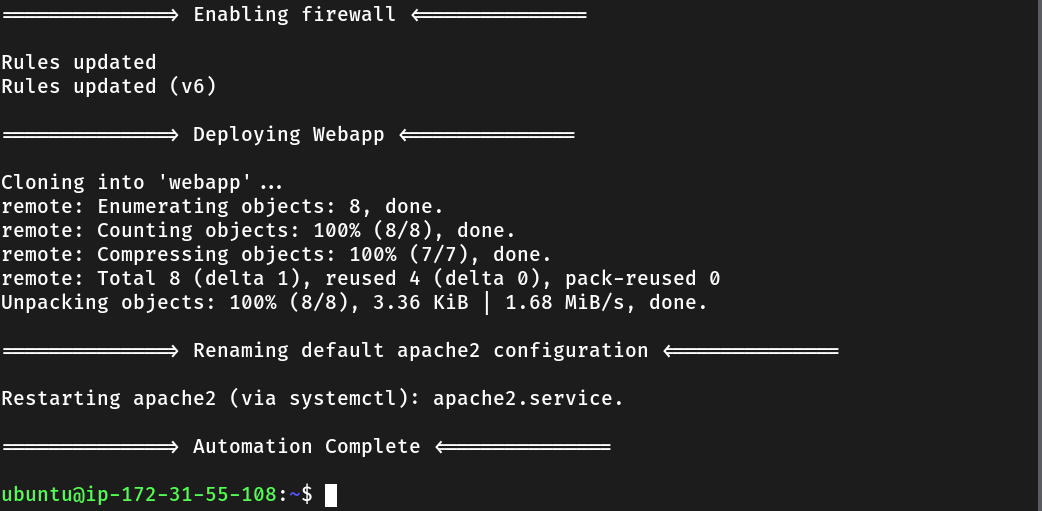 ==============> Enabling firewall <==============
Rules updated
Rules updated (v6)
==============> Deploying Webapp <==============
Cloning into 'webapp'...
remote: Enumerating objects: 8, done.
remote: Counting objects: 100% (8/8), done.
remote: Compressing objects: 100% (7/7), done.
remote: Total 8 (delta 1), reused 4 (delta 0), pack-reused 0
Unpacking objects: 100% (8/8), 3.36 KiB | 1.68 MiB/s, done.
==============> Renaming default apache2 configuration <==============
Restarting apache2 (via systemctl): apache2.service.
==============> Automation Complete <==============
ubuntu@ip-172-31-55-108:~$